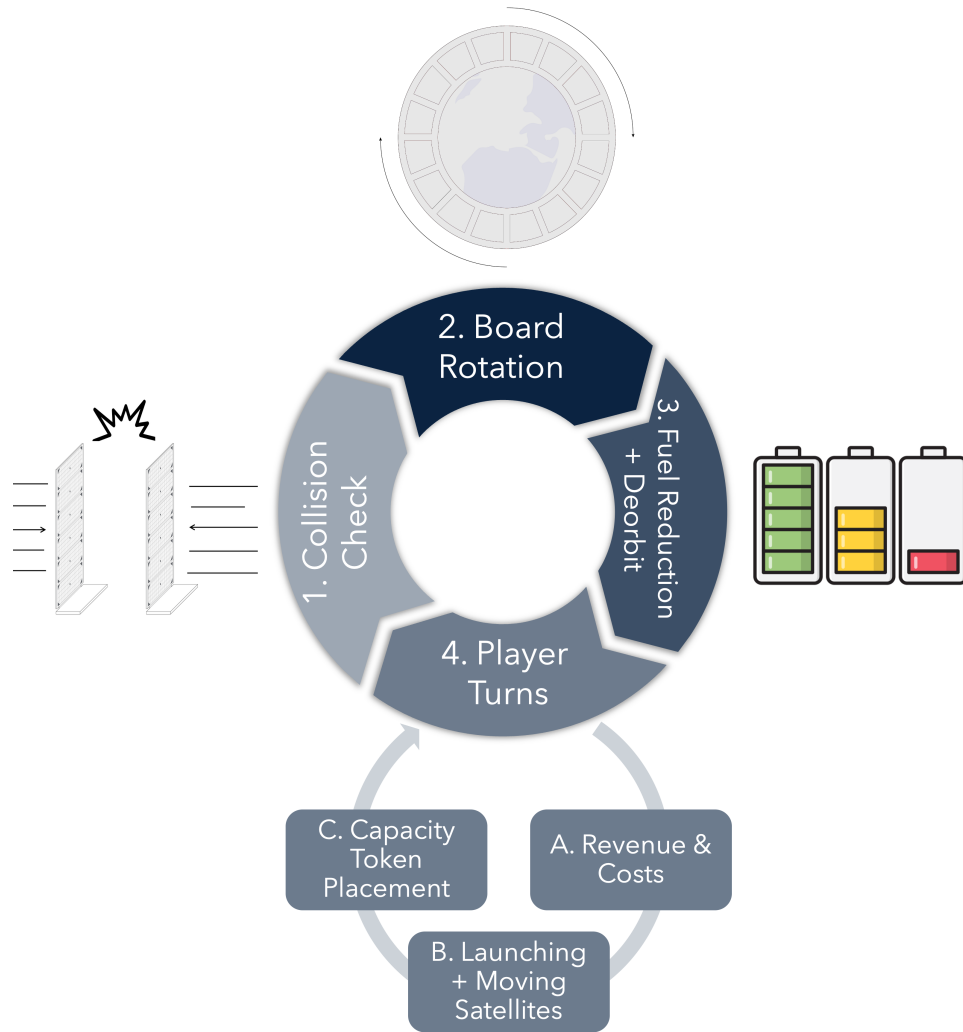 2. Board
Rotation
3. Fuel Reduction
+ Deorbit
1. Collision
Check
4. Player
Turns
C. Capacity
Token
Placement
A. Revenue &
Costs
B. Launching
+ Moving
Satellites